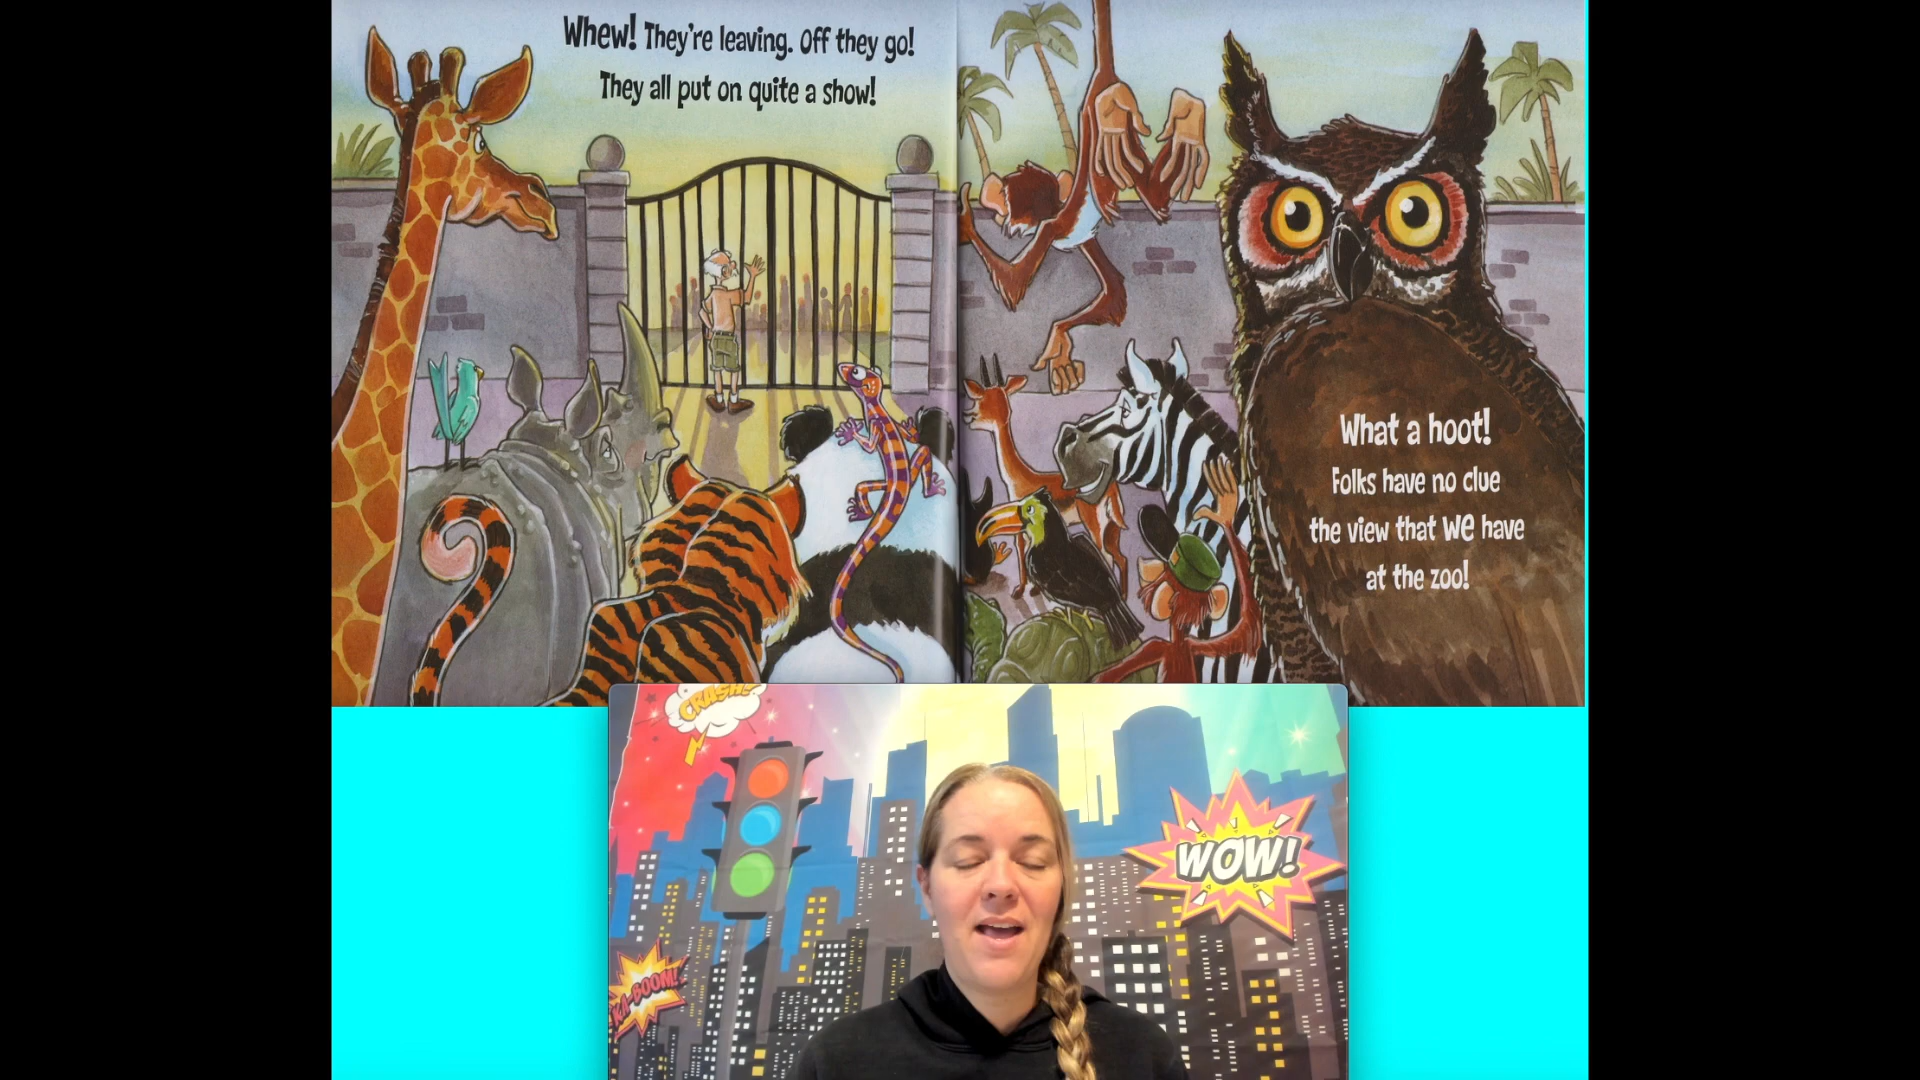 Whew! They're leaving. Off they go!
They all put on quite a show!
What a hoot!
Folks have no clue
the view that we have
at the zoo!
CRASH!
WOW!
KA-BOOM!